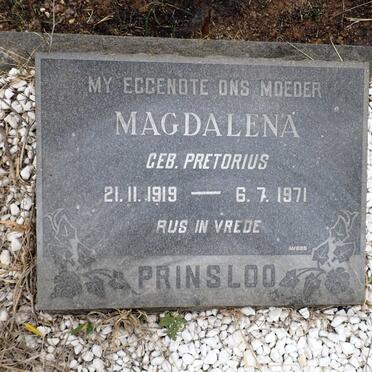 MY EGGENOTE ONS MOEDER
MAGDALENA
GEB. PRETORIUS
21. 11. 1919 — 6. 7. 1971
RUS IN VREDE
PRINSLOO